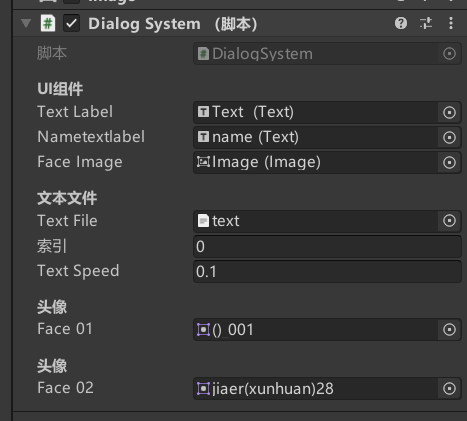 Image
Dialog System （脚本）
脚本 DialogSystem
UI组件
Text Label Text (Text)
Nametextlabel name (Text)
Face Image Image (Image)
文本文件
Text File text
索引 0
Text Speed 0.1
头像
Face 01 () 001
头像
Face 02 jiaer(xunhuan)28